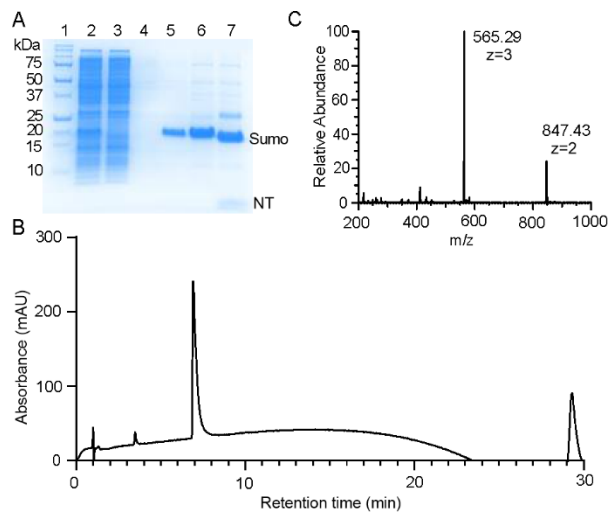 A
1 2 3 4 5 6 7
kDa
75
50
37
25
20
15
10
Sumo
NT
C
100
80
60
40
20
0
Relative Abundance
565.29
z=3
847.43
z=2
200 400 600 800 1000
m/z
B
300
200
100
0
Absorbance (mAU)
0 10 20 30
Retention time (min)